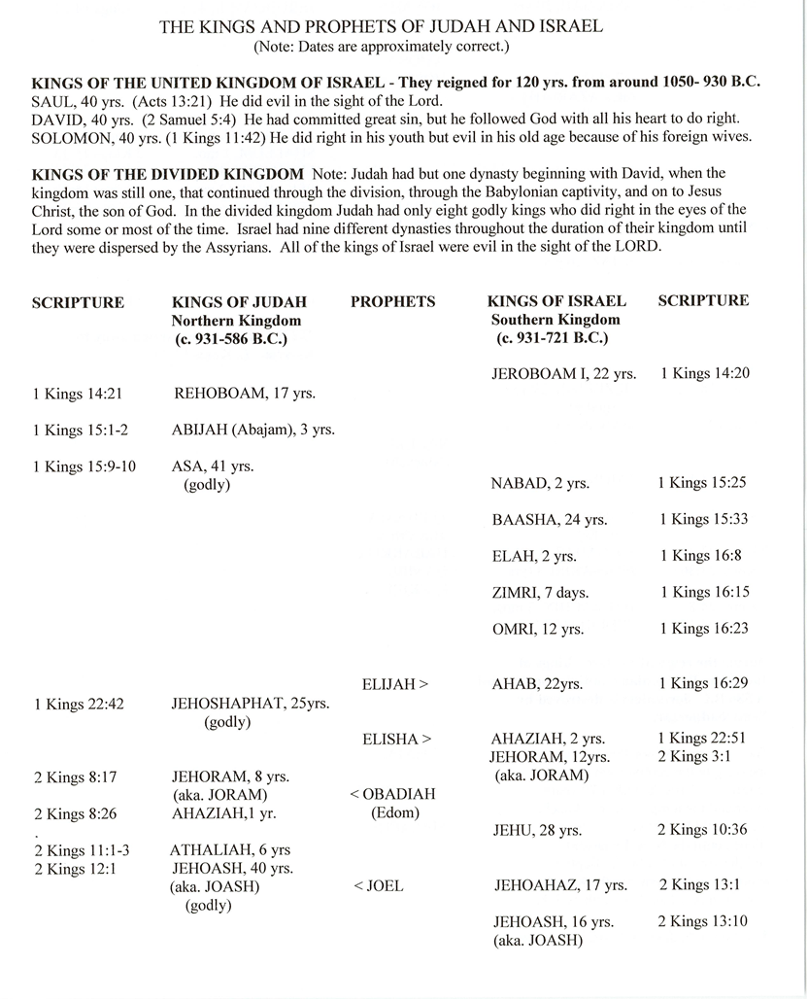 THE KINGS AND PROPHETS OF JUDAH AND ISRAEL
(Note: Dates are approximately correct.)
KINGS OF THE UNITED KINGDOM OF ISRAEL - They reigned for 120 yrs. from around 1050- 930 B.C.
SAUL, 40 yrs. (Acts 13:21) He did evil in the sight of the Lord.
DAVID, 40 yrs. (2 Samuel 5:4) He had committed great sin, but he followed God with all his heart to do right.
SOLOMON, 40 yrs. (1 Kings 11:42) He did right in his youth but evil in his old age because of his foreign wives.
KINGS OF THE DIVIDED KINGDOM Note: Judah had but one dynasty beginning with David, when the
kingdom was still one, that continued through the division, through the Babylonian captivity, and on to Jesus
Christ, the son of God. In the divided kingdom Judah had only eight godly kings who did right in the eyes of the
Lord some or most of the time. Israel had nine different dynasties throughout the duration of their kingdom until
they were dispersed by the Assyrians. All of the kings of Israel were evil in the sight of the LORD.
SCRIPTURE KINGS OF JUDAH PROPHETS KINGS OF ISRAEL SCRIPTURE
Northern Kingdom Southern Kingdom
(c. 931-586 B.C.) (c. 931-721 B.C.)
JEROBOAM I, 22 yrs. 1 Kings 14:20
1 Kings 14:21 REHOBOAM, 17 yrs.
1 Kings 15:1-2 ABIJAH (Abajam), 3 yrs.
1 Kings 15:9-10 ASA, 41 yrs.
(godly) NABAD, 2 yrs. 1 Kings 15:25
BAASHA, 24 yrs. 1 Kings 15:33
ELAH, 2 yrs. 1 Kings 16:8
ZIMRI, 7 days. 1 Kings 16:15
OMRI, 12 yrs. 1 Kings 16:23
ELIJAH > AHAB, 22yrs. 1 Kings 16:29
1 Kings 22:42 JEHOSHAPHAT, 25yrs.
(godly)
ELISHA > AHAZIAH, 2 yrs. 1 Kings 22:51
JEHORAM, 12yrs. 2 Kings 3:1
2 Kings 8:17 JEHORAM, 8 yrs. (aka. JORAM)
(aka. JORAM) < OBADIAH
2 Kings 8:26 AHAZIAH,1 yr. (Edom)
. JEHU, 28 yrs. 2 Kings 10:36
2 Kings 11:1-3 ATHALIAH, 6 yrs
2 Kings 12:1 JEHOASH, 40 yrs.
(aka. JOASH) < JOEL JEHOAHAZ, 17 yrs. 2 Kings 13:1
(godly)
JEHOASH, 16 yrs. 2 Kings 13:10
(aka. JOASH)